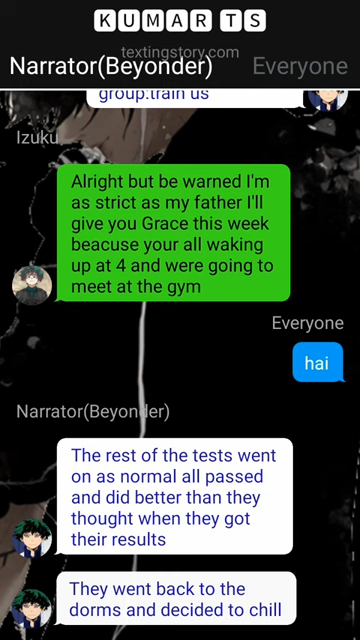 KUMAR TS
textingstory.com
Narrator(Beyonder) Everyone
group:train us
Izuku
Alright but be warned I'm
as strict as my father I'll
give you Grace this week
beacuse your all waking
up at 4 and were going to
meet at the gym
Everyone
hai
Narrator(Beyonder)
The rest of the tests went
on as normal all passed
and did better than they
thought when they got
their results
They went back to the
dorms and decided to chill